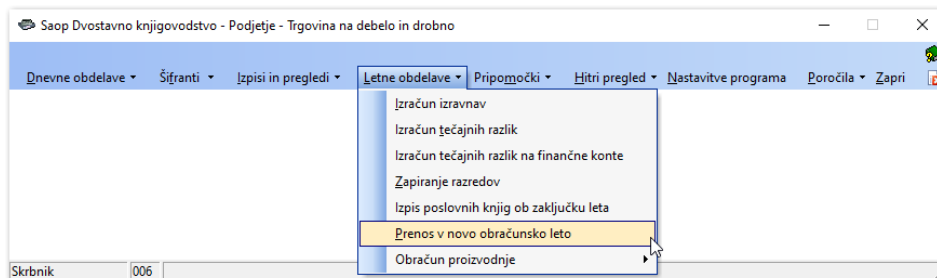 Saop Dvostavno knjigovodstvo - Podjetje - Trgovina na debelo in drobno
Dnevne obdelave Šifranti Izpisi in pregledi Letne obdelave Pripomočki Hitri pregled Nastavitve programa Poročila Zapri
Izračun izravnav
Izračun tečajnih razlik
Izračun tečajnih razlik na finančne konte
Zapiranje razredov
Izpis poslovnih knjig ob zaključku leta
Prenos v novo obračunsko leto
Obračun proizvodnje
Skrbnik 006